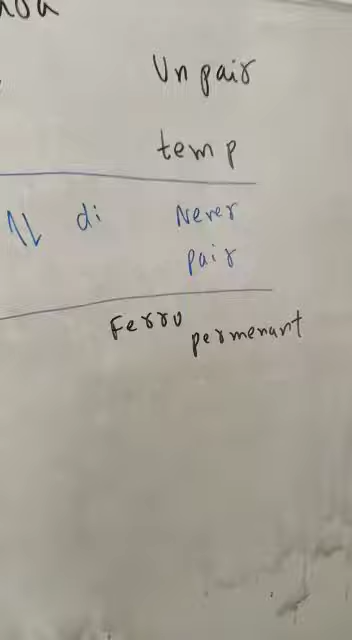 Unpair
temp
⥮ di Never
pair
Ferro permenant